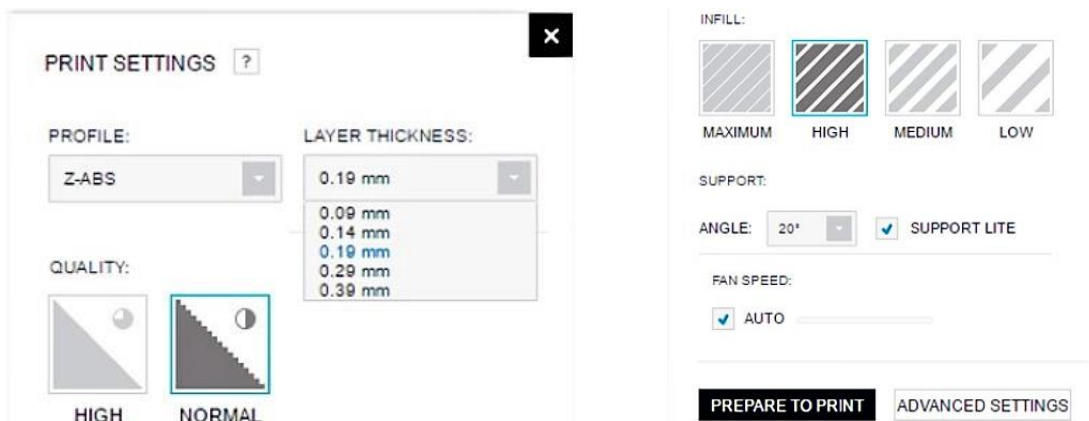 PRINT SETTINGS ?
PROFILE:
Z-ABS
LAYER THICKNESS:
0.19 mm
0.09 mm
0.14 mm
0.19 mm
0.29 mm
0.39 mm
QUALITY:
HIGH NORMAL
INFILL:
MAXIMUM HIGH MEDIUM LOW
SUPPORT:
ANGLE: 20° SUPPORT LITE
FAN SPEED:
AUTO
PREPARE TO PRINT ADVANCED SETTINGS